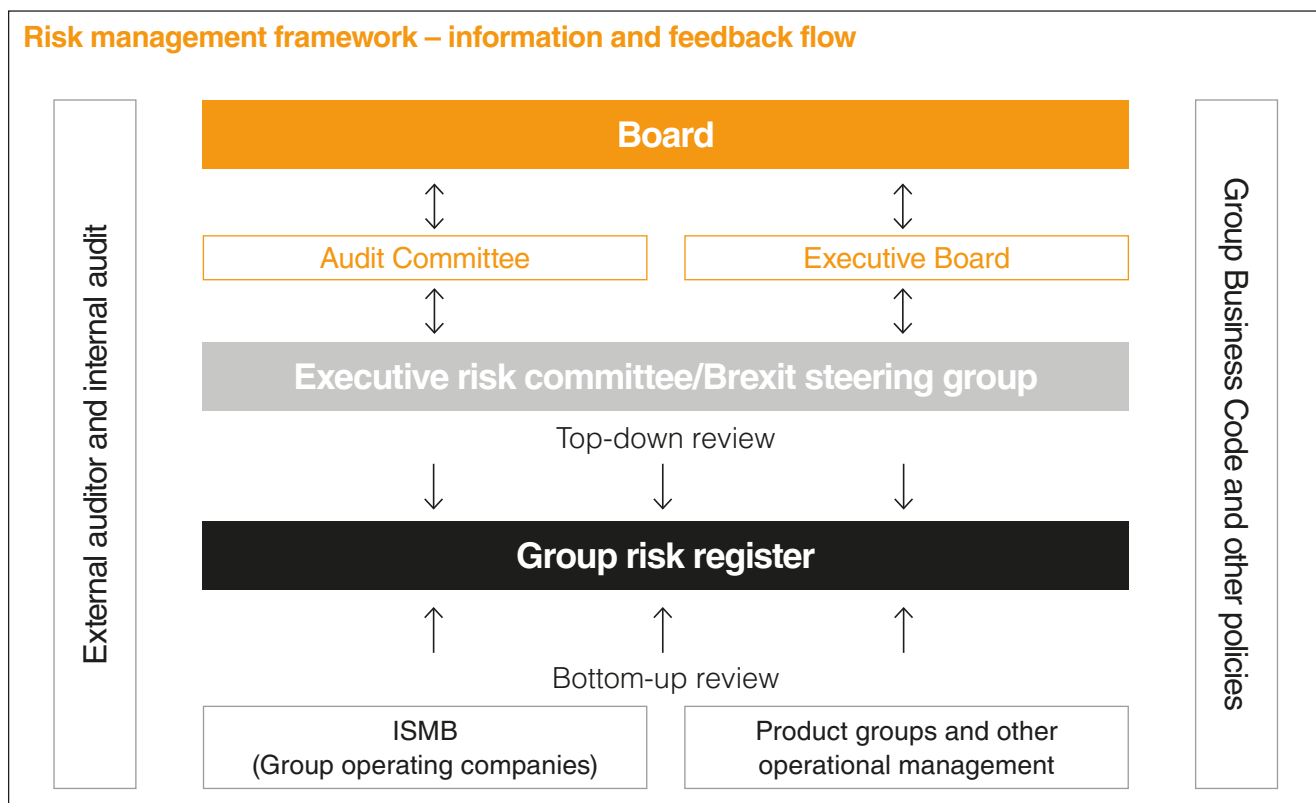 Risk management framework – information and feedback flow
External auditor and internal audit
Board
Audit Committee
Executive Board
Executive risk committee/Brexit steering group
Top-down review
Group risk register
Bottom-up review
ISMB
(Group operating companies)
Product groups and other
operational management
Group Business Code and other policies